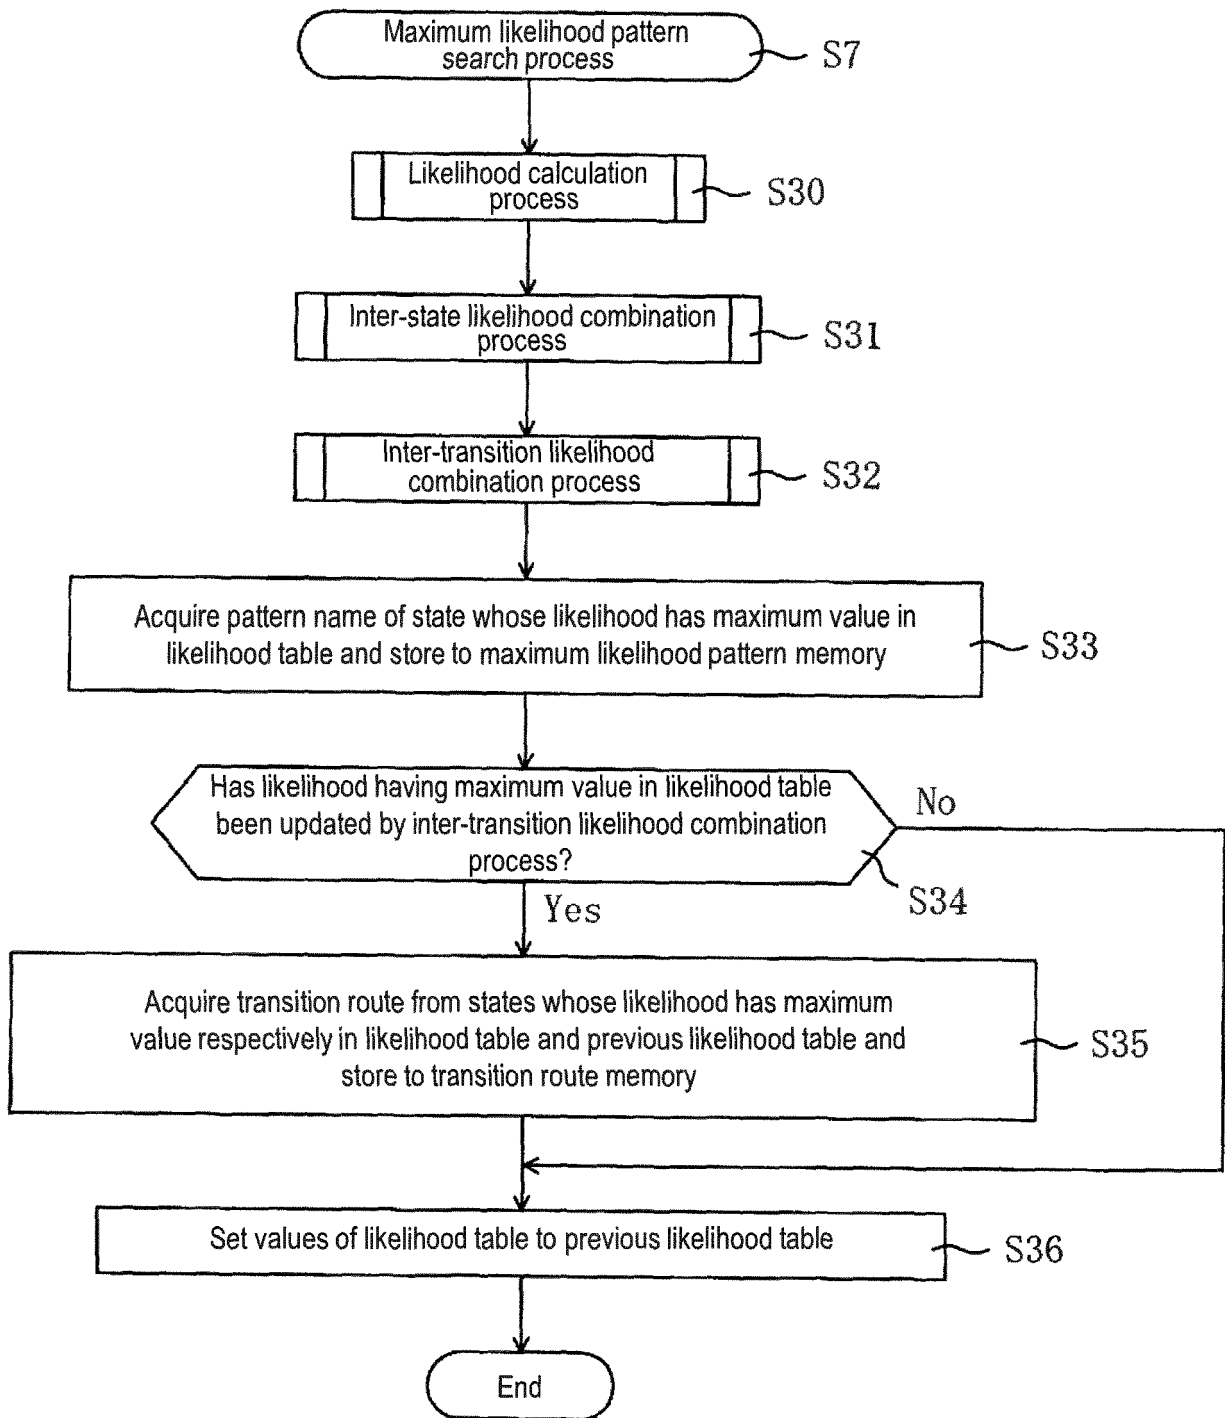 Maximum likelihood pattern
search process
S7
Likelihood calculation
process
S30
Inter-state likelihood combination
process
S31
Inter-transition likelihood
combination process
S32
Acquire pattern name of state whose likelihood has maximum value in
likelihood table and store to maximum likelihood pattern memory
S33
Has likelihood having maximum value in likelihood table
been updated by inter-transition likelihood combination
process?
No
S34
Yes
Acquire transition route from states whose likelihood has maximum
value respectively in likelihood table and previous likelihood table and
store to transition route memory
S35
Set values of likelihood table to previous likelihood table
S36
End